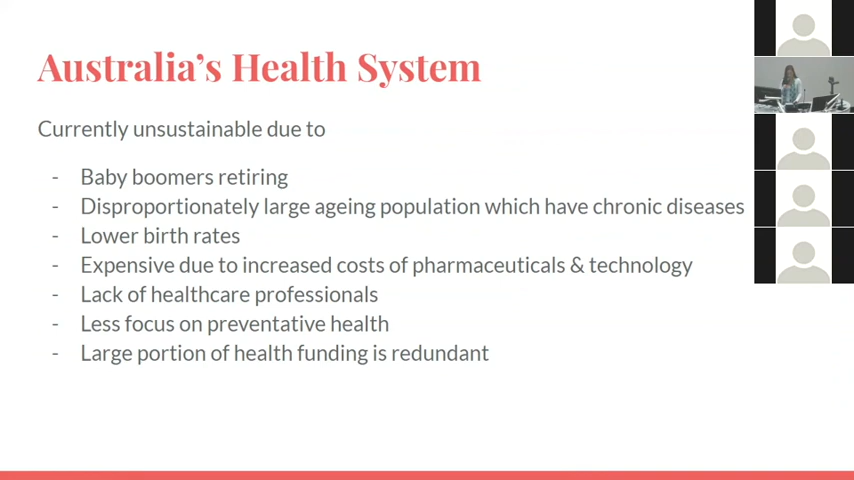 Australia's Health System
Currently unsustainable due to
- Baby boomers retiring
- Disproportionately large ageing population which have chronic diseases
- Lower birth rates
- Expensive due to increased costs of pharmaceuticals & technology
- Lack of healthcare professionals
- Less focus on preventative health
- Large portion of health funding is redundant